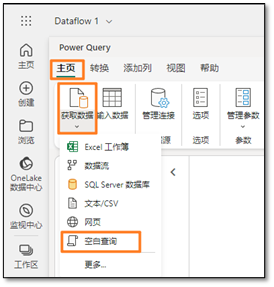 Dataflow 1
Power Query
主页 转换 添加列 视图 帮助
获取数据 输入数据 管理连接 选项 管理参数
源 选项 参数
Excel 工作簿
数据流
SQL Server 数据库
文本/CSV
网页
空白查询
更多...
主页
创建
浏览
OneLake
数据中心
监视中心
工作区